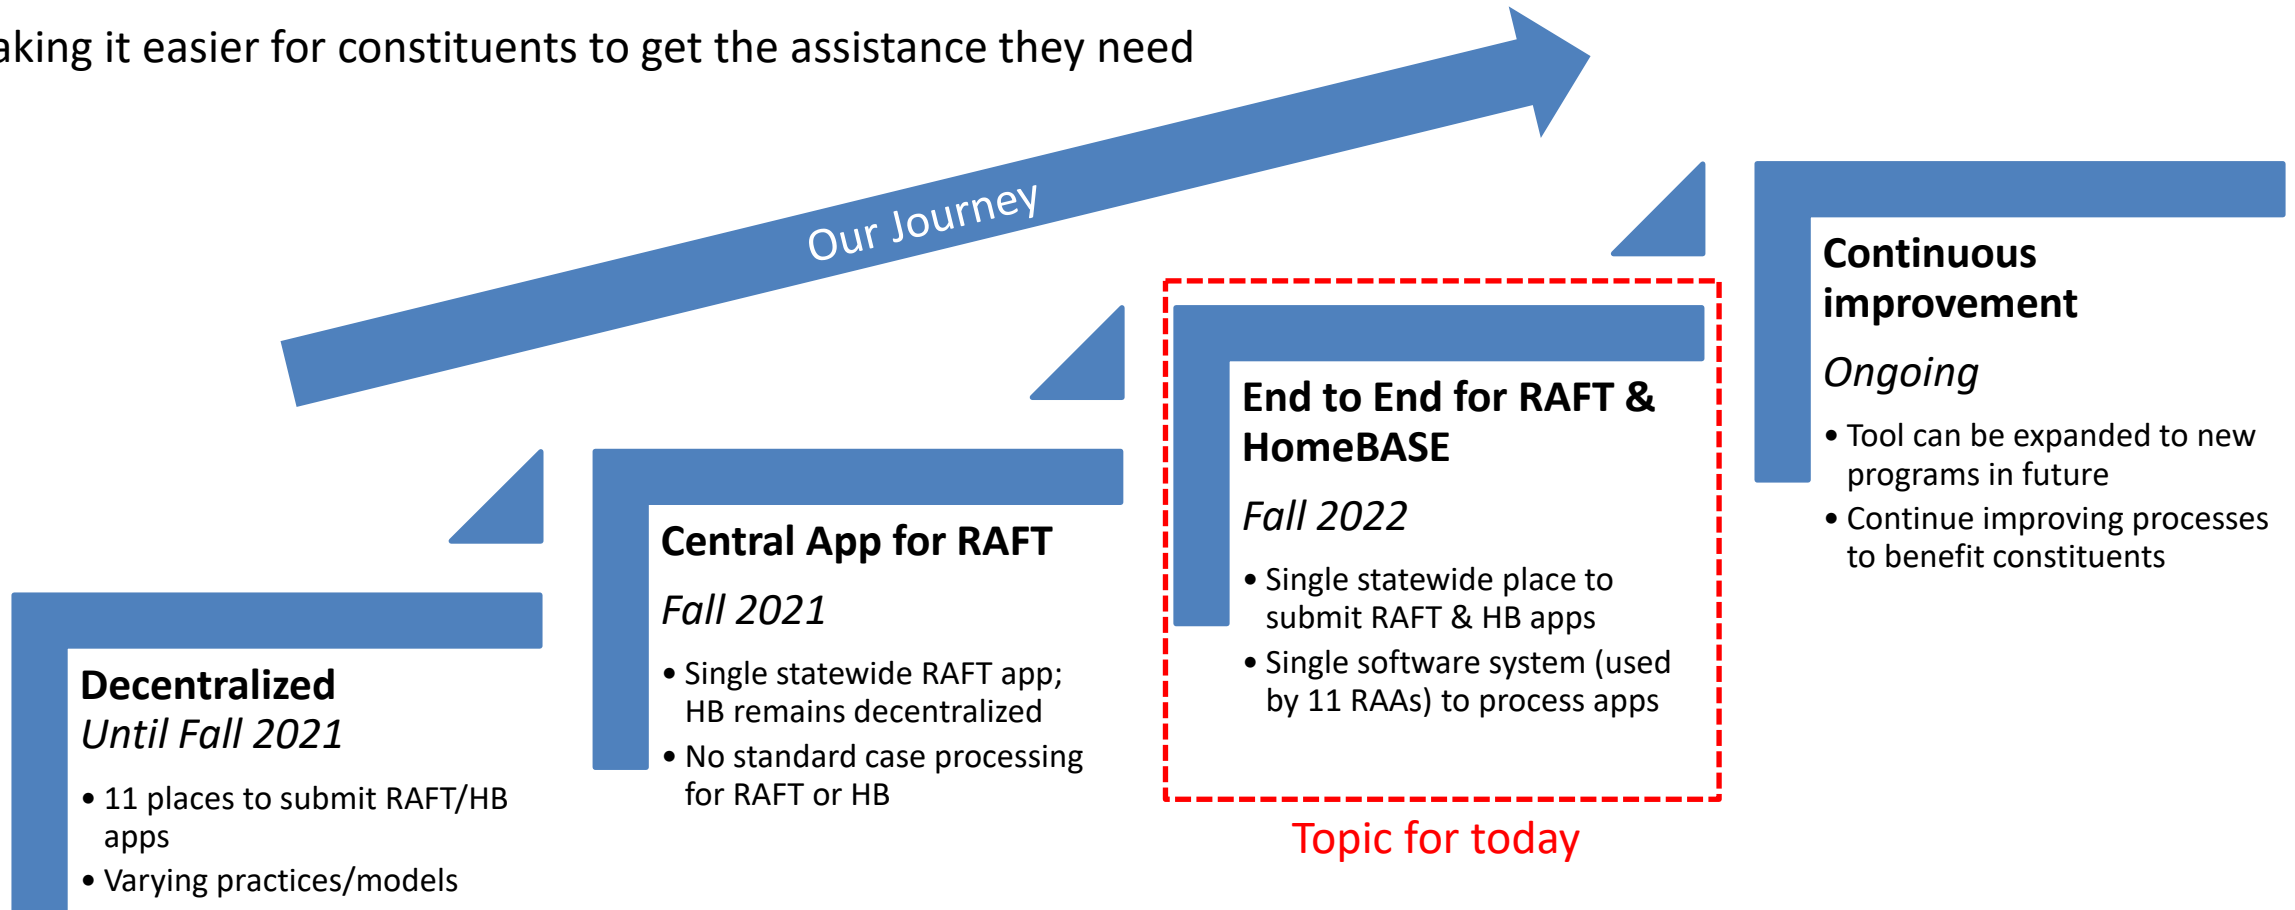 aking it easier for constituents to get the assistance they need
Our Journey
Decentralized
Until Fall 2021
• 11 places to submit RAFT/HB
apps
• Varying practices/models
Central App for RAFT
Fall 2021
• Single statewide RAFT app;
HB remains decentralized
• No standard case processing
for RAFT or HB
End to End for RAFT &
HomeBASE
Fall 2022
• Single statewide place to
submit RAFT & HB apps
• Single software system (used
by 11 RAAs) to process apps
Topic for today
Continuous
improvement
Ongoing
• Tool can be expanded to new
programs in future
• Continue improving processes
to benefit constituents